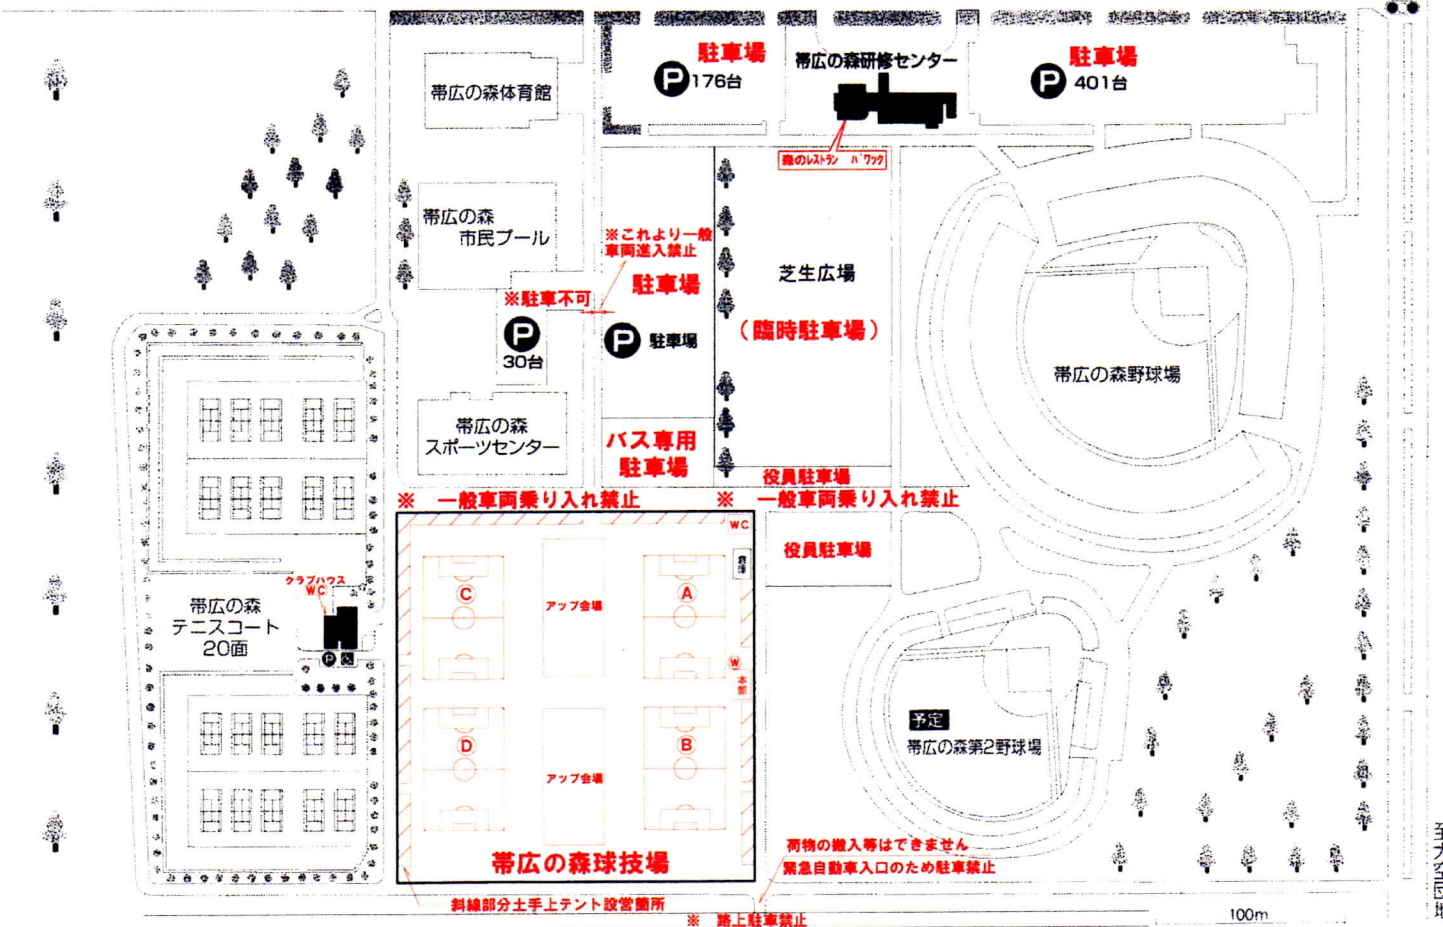 駐車場
P 176台
帯広の森研修センター
駐車場
P 401台
帯広の森体育館
森のレストラン バワック
帯広の森
市民プール
※これより一般
車両進入禁止
駐車場
芝生広場
(臨時駐車場)
※駐車不可
P
30台
P 駐車場
帯広の森野球場
帯広の森
スポーツセンター
バス専用
駐車場
役員駐車場
※ 一般車両乗り入れ禁止
※ 一般車両乗り入れ禁止
WC
倉庫
役員駐車場
クラブハウス
WC
帯広の森
テニスコート
20面
P
C
アップ会場
A
W
本部
D
アップ会場
B
予定
帯広の森第2野球場
帯広の森球技場
荷物の搬入等はできません
緊急自動車入口のため駐車禁止
斜線部分土手上テント設営箇所
※ 路上駐車禁止
100m
至大空団地